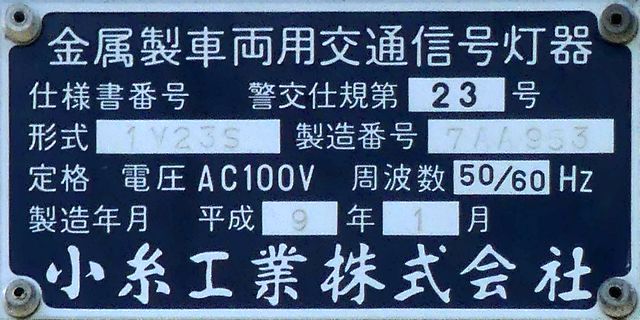 金属製車両用交通信号灯器
仕様書番号 警交仕規第 23 号
形式 1V23S 製造番号 7AA963
定格 電圧 AC100V 周波数 50/60 Hz
製造年月 平成 9 年 1 月
小糸工業株式会社